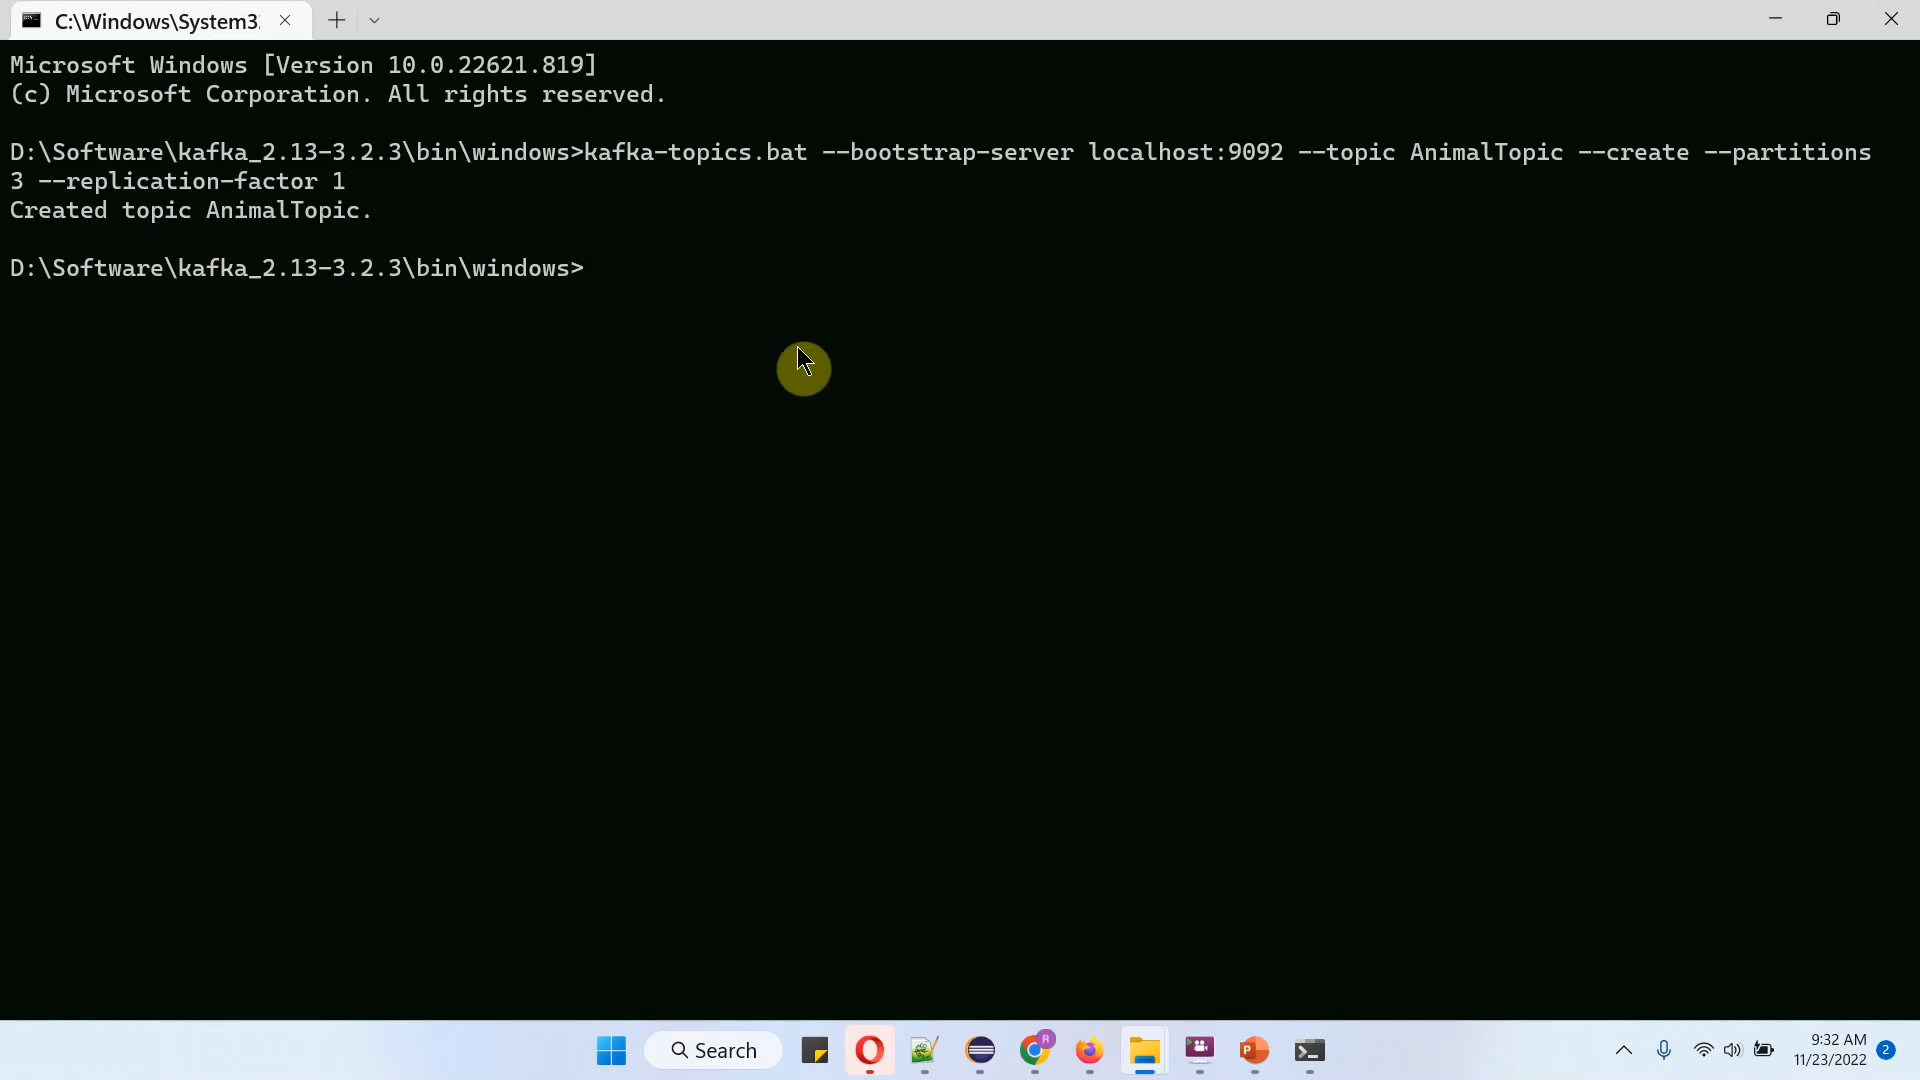 C:\Windows\System3
Microsoft Windows [Version 10.0.22621.819]
(c) Microsoft Corporation. All rights reserved.
D:\Software\kafka_2.13-3.2.3\bin\windows>kafka-topics.bat --bootstrap-server localhost:9092 --topic AnimalTopic --create --partitions
3 --replication-factor 1
Created topic AnimalTopic.
D:\Software\kafka_2.13-3.2.3\bin\windows>
Search
R
P
9:32 AM
11/23/2022
2